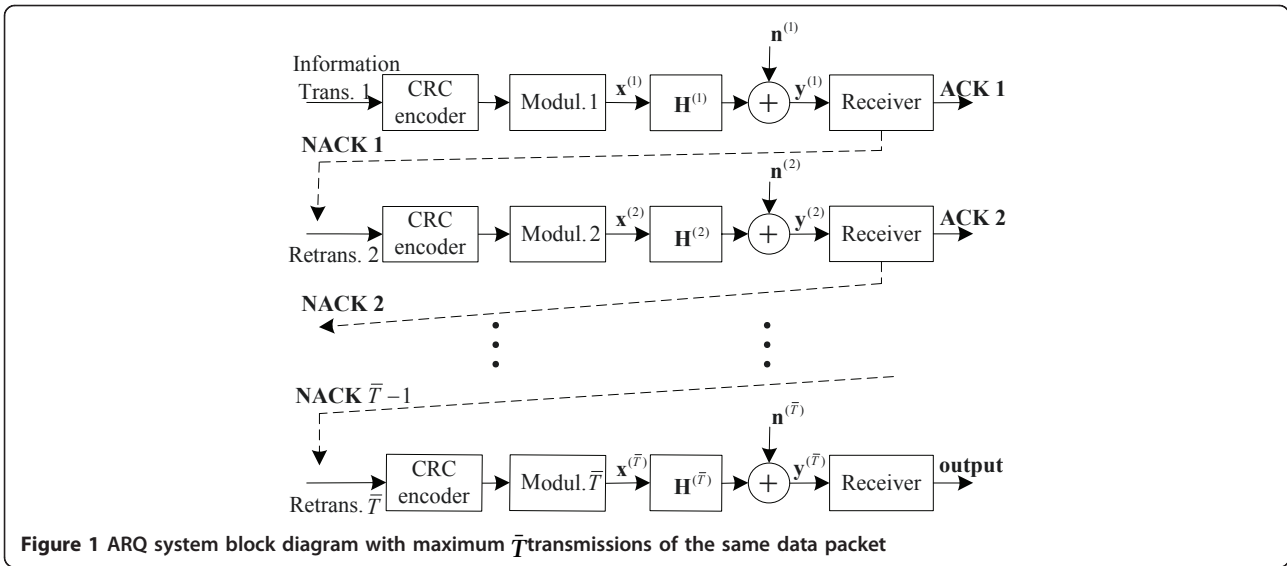 n⁽¹⁾
Information
Trans. 1
CRC
encoder
Modul. 1
x⁽¹⁾
H⁽¹⁾
+
y⁽¹⁾
Receiver
ACK 1
NACK 1
n⁽²⁾
Retrans. 2
CRC
encoder
Modul. 2
x⁽²⁾
H⁽²⁾
+
y⁽²⁾
Receiver
ACK 2
NACK 2
NACK T̄ −1
n⁽T̄⁾
Retrans. T̄
CRC
encoder
Modul. T̄
x⁽T̄⁾
H⁽T̄⁾
+
y⁽T̄⁾
Receiver
output
Figure 1 ARQ system block diagram with maximum T̄ transmissions of the same data packet